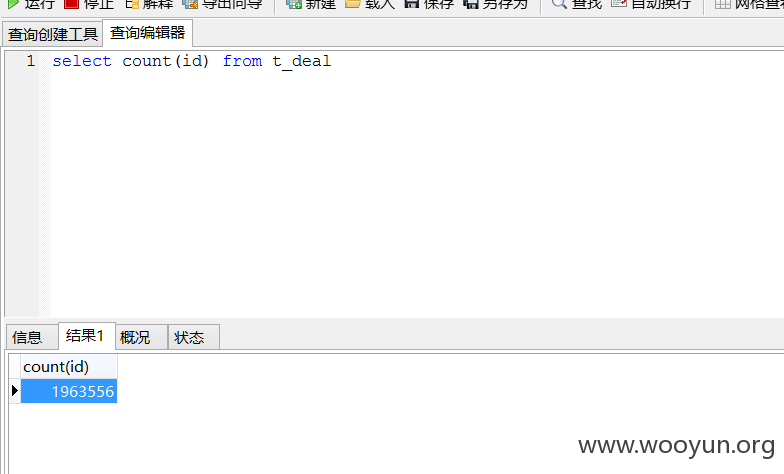 运行 停止 解释 导出向导 新建 载入 保存 另存为 查找 自动换行 网格查看
查询创建工具 查询编辑器
1 select count(id) from t_deal
信息 结果1 概况 状态
count(id)
1963556
www.wooyun.org